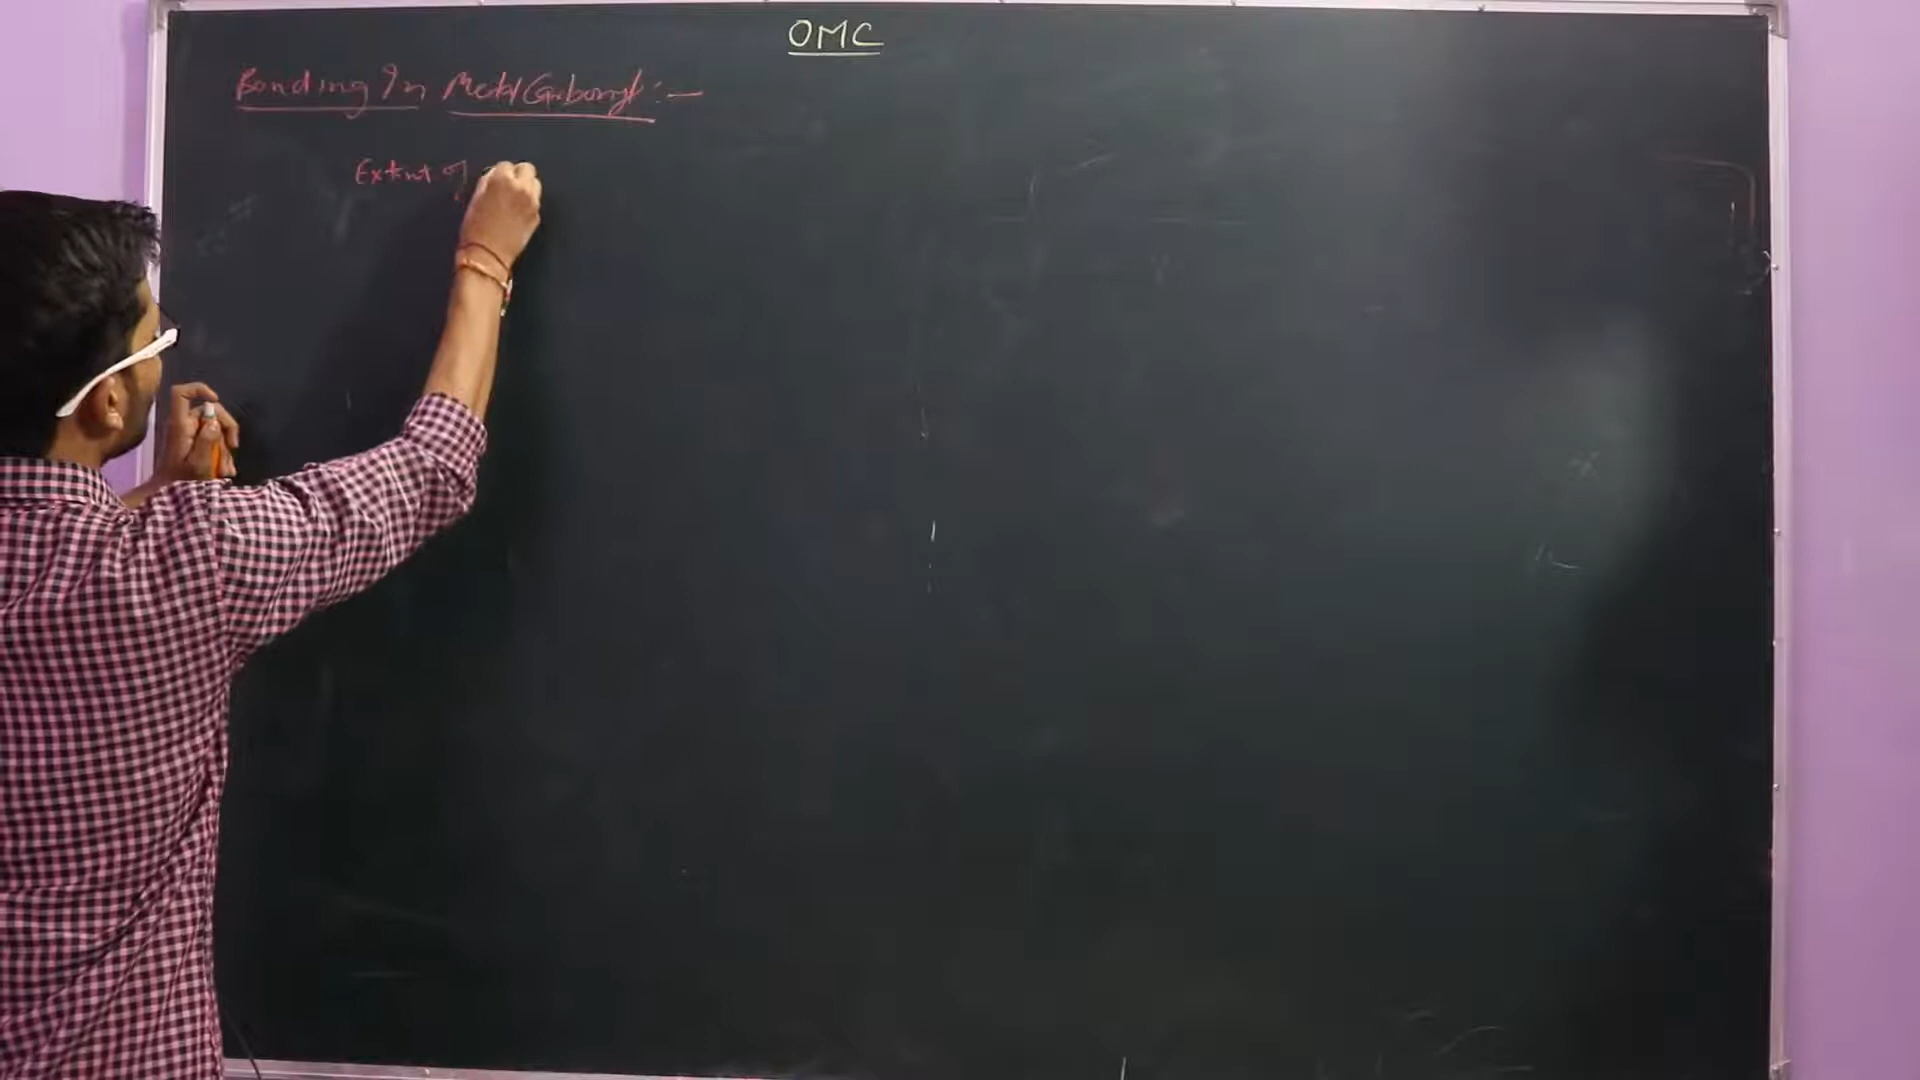 OMC
Bonding In Metal Carbonyl :-
Extent of